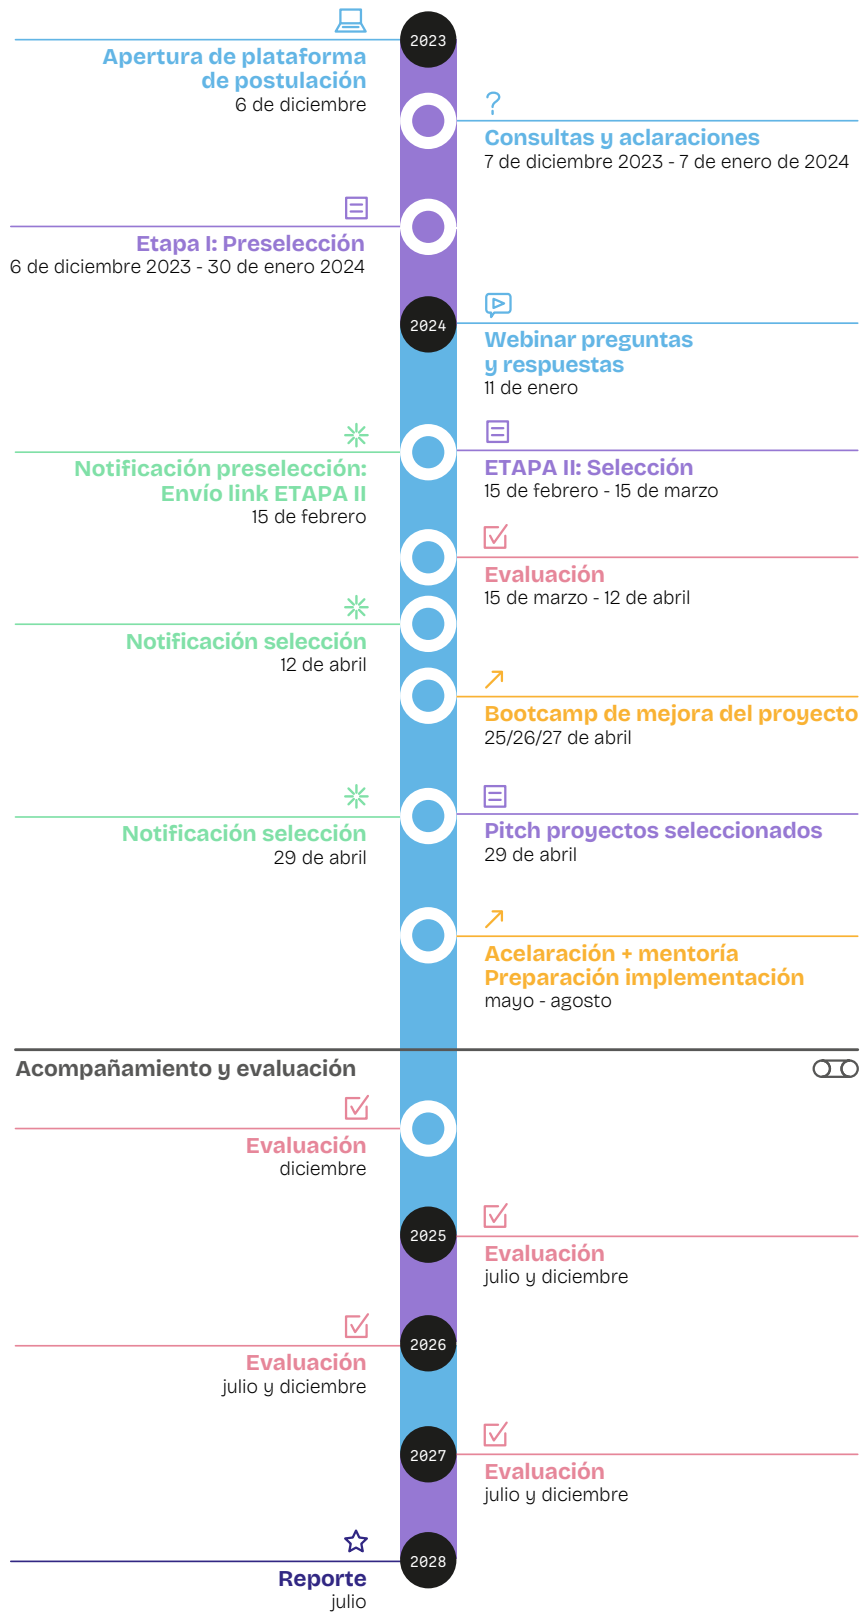 2023
Apertura de plataforma
de postulación
6 de diciembre
Consultas y aclaraciones
7 de diciembre 2023 - 7 de enero de 2024
Etapa I: Preselección
6 de diciembre 2023 - 30 de enero 2024
2024
Webinar preguntas
y respuestas
11 de enero
Notificación preselección:
Envío link ETAPA II
15 de febrero
ETAPA II: Selección
15 de febrero - 15 de marzo
Evaluación
15 de marzo - 12 de abril
Notificación selección
12 de abril
Bootcamp de mejora del proyecto
25/26/27 de abril
Notificación selección
29 de abril
Pitch proyectos seleccionados
29 de abril
Acelaración + mentoría
Preparación implementación
mayo - agosto
Acompañamiento y evaluación
Evaluación
diciembre
2025
Evaluación
julio y diciembre
2026
Evaluación
julio y diciembre
2027
Evaluación
julio y diciembre
2028
Reporte
julio